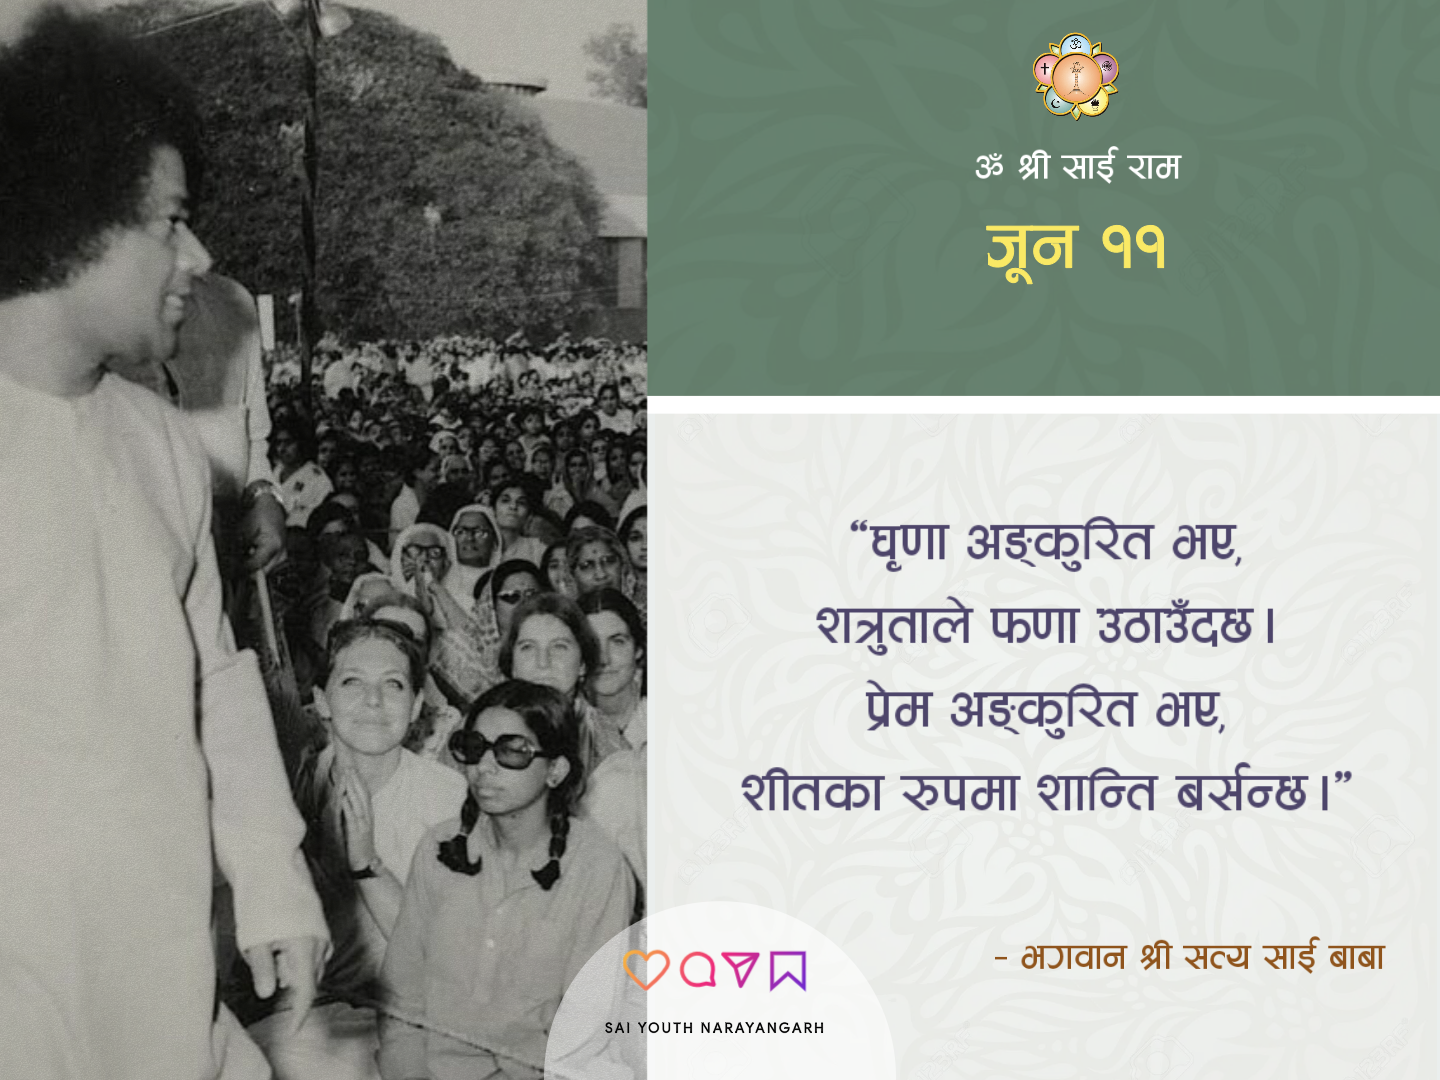 ॐ श्री साई राम
जून ११
“घृणा अङ्कुरित भए,
शत्रुताले फणा उठाउँदछ।
प्रेम अङ्कुरित भए,
शीतका रुपमा शान्ति बर्सन्छ।”
- भगवान श्री सत्य साई बाबा
SAI YOUTH NARAYANGARH